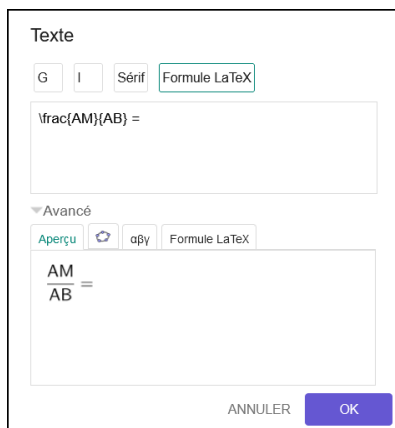 Texte
G I Sérif Formule LaTeX
\frac{AM}{AB} =
Avancé
Aperçu αβγ Formule LaTeX
AM
AB =
ANNULER OK